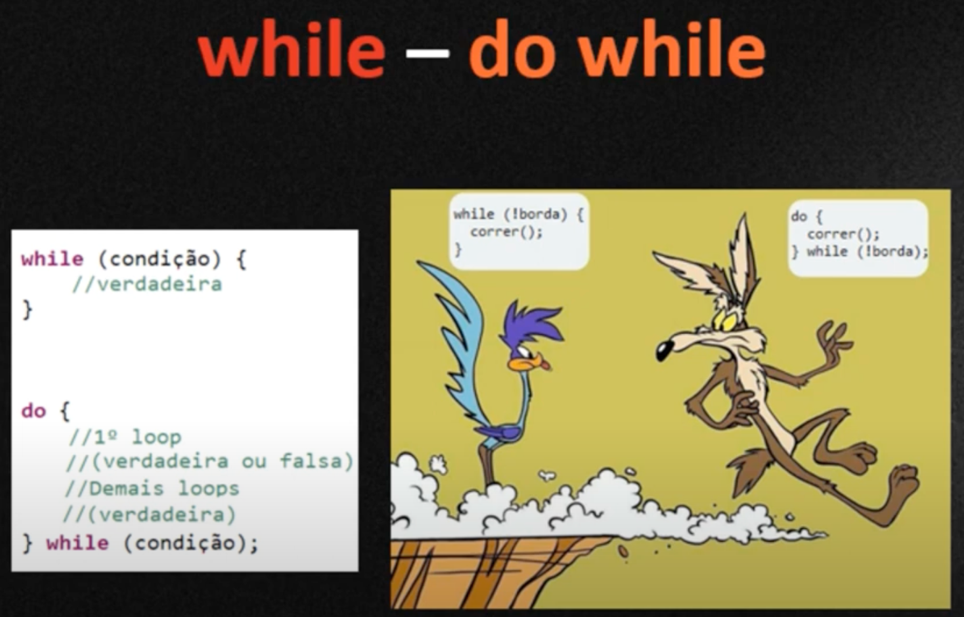 while – do while
while (condição) {
//verdadeira
}
do {
//1º loop
//(verdadeira ou falsa)
//Demais loops
//(verdadeira)
} while (condição);
while (!borda) {
correr();
}
do {
correr();
} while (!borda);